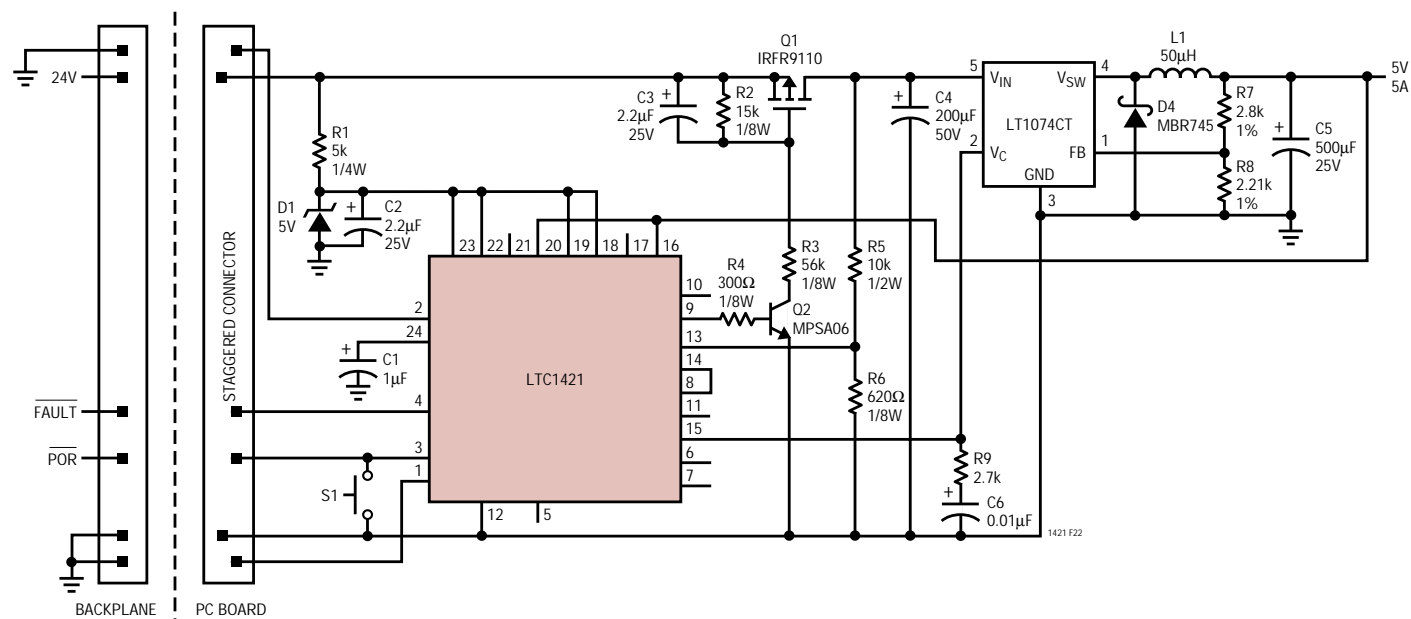 Q1
IRFR9110
L1
50µH
24V
R1
5k
1/4W
C3
+
2.2µF
25V
R2
15k
1/8W
C4
+
200µF
50V
5
VIN
VSW
4
LT1074CT
2
VC
FB
1
GND
3
D4
MBR745
R7
2.8k
1%
R8
2.21k
1%
C5
+
500µF
25V
5V
5A
D1
5V
+
C2
2.2µF
25V
23
22
21
20
19
18
17
16
STAGGERED CONNECTOR
2
24
+
C1
1µF
4
3
1
S1
12
5
LTC1421
10
9
13
14
8
11
15
6
7
R4
300Ω
1/8W
R3
56k
1/8W
Q2
MPSA06
R5
10k
1/2W
R6
620Ω
1/8W
R9
2.7k
+
C6
0.01µF
1421 F22
FAULT
POR
BACKPLANE
PC BOARD